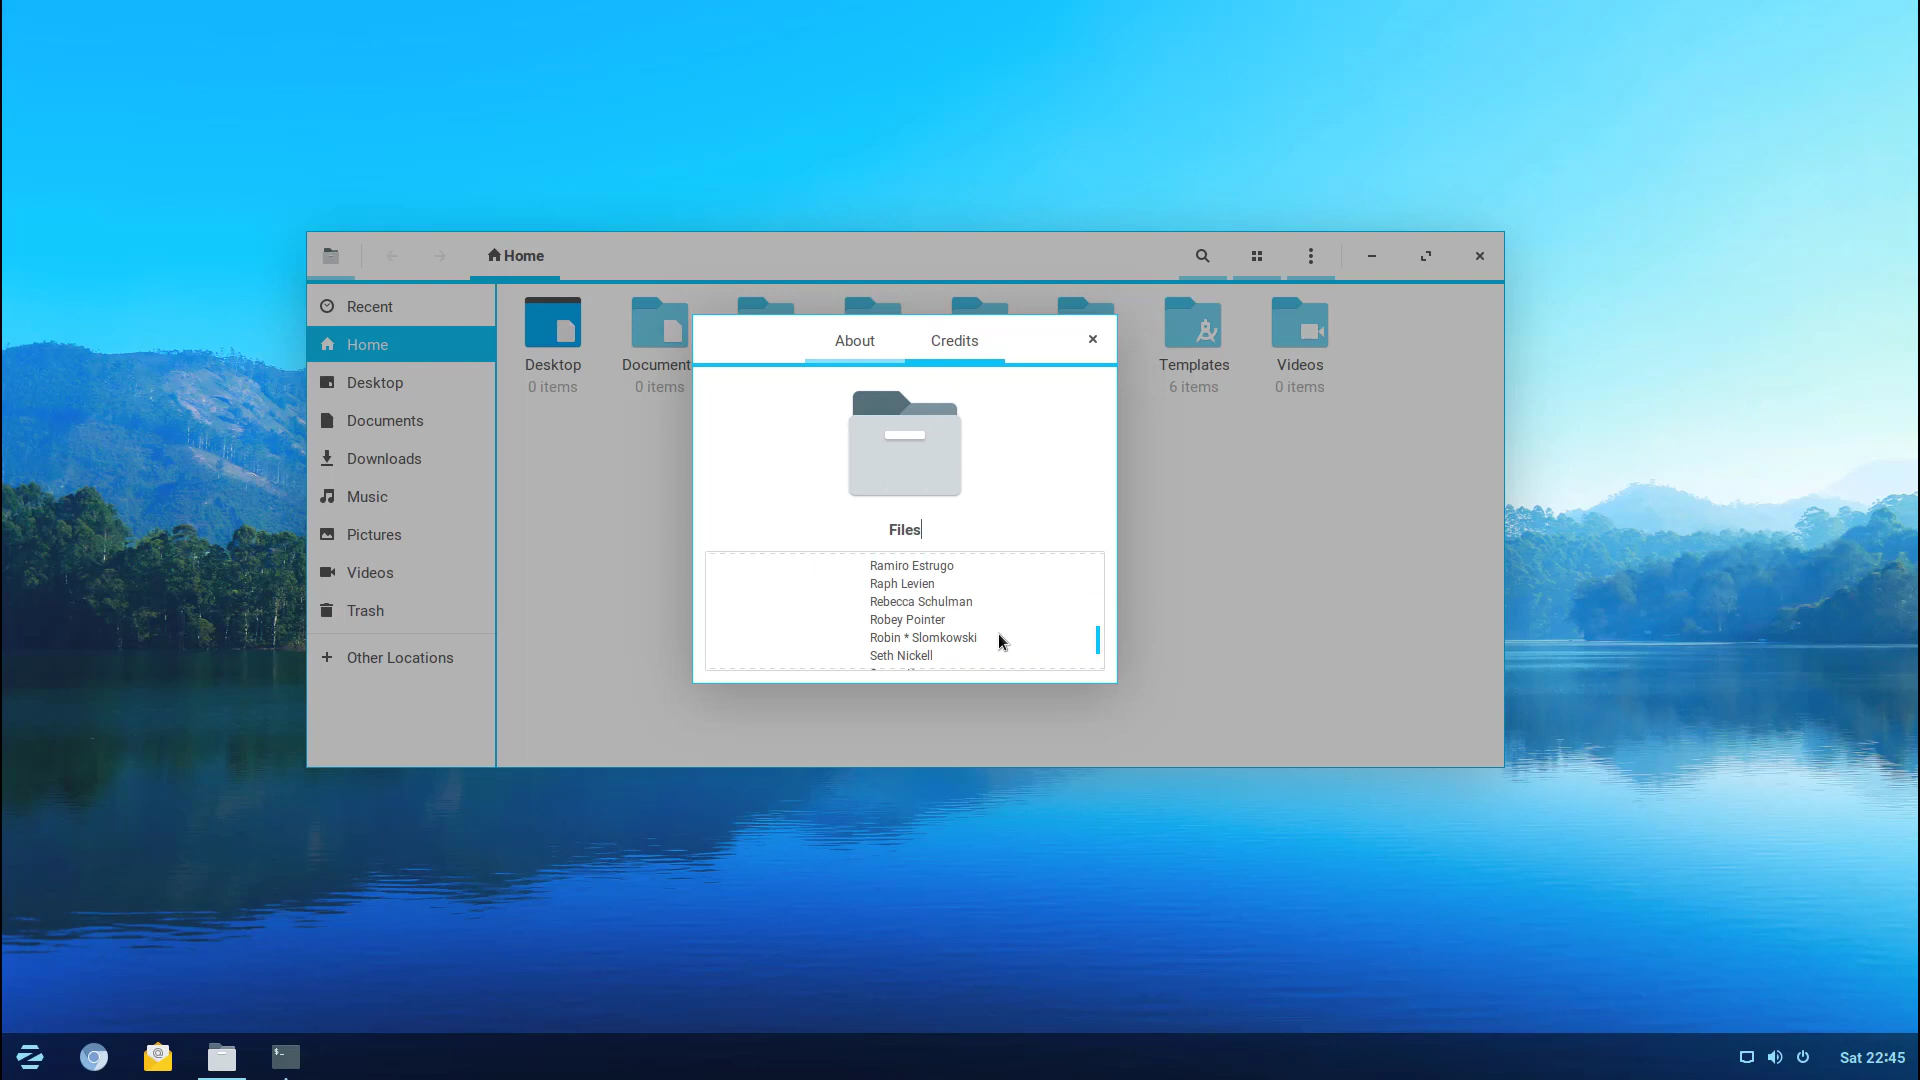 Home
Recent
Home
Desktop
Documents
Downloads
Music
Pictures
Videos
Trash
Other Locations
Desktop
0 items
Document
0 items
Templates
6 items
Videos
0 items
About
Credits
Files
Ramiro Estrugo
Raph Levien
Rebecca Schulman
Robey Pointer
Robin * Slomkowski
Seth Nickell
Sat 22:45